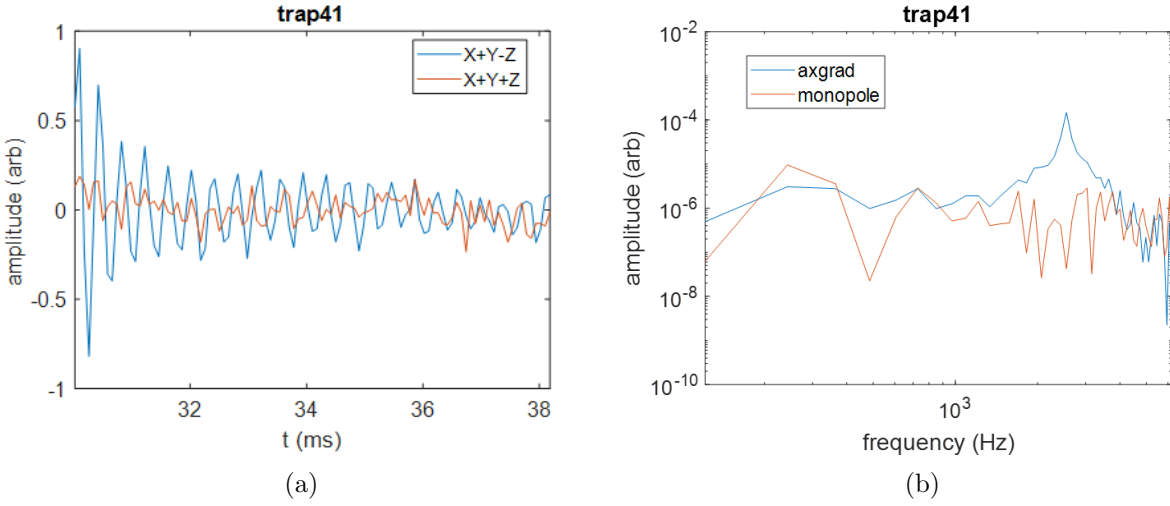 trap41
1
0.5
0
-0.5
-1
amplitude (arb)
X+Y-Z
X+Y+Z
32
34
36
38
t (ms)
(a)
trap41
10^-2
10^-4
10^-6
10^-8
10^-10
amplitude (arb)
axgrad
monopole
10^3
frequency (Hz)
(b)